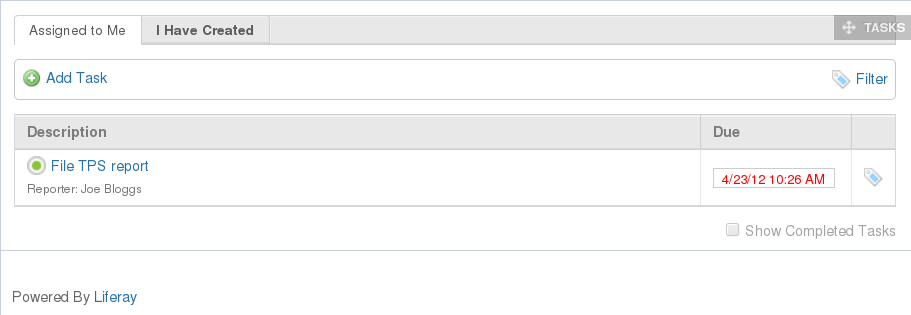 Assigned to Me
I Have Created
TASKS
Add Task
Filter
Description
Due
File TPS report
Reporter: Joe Bloggs
4/23/12 10:26 AM
Show Completed Tasks
Powered By Liferay